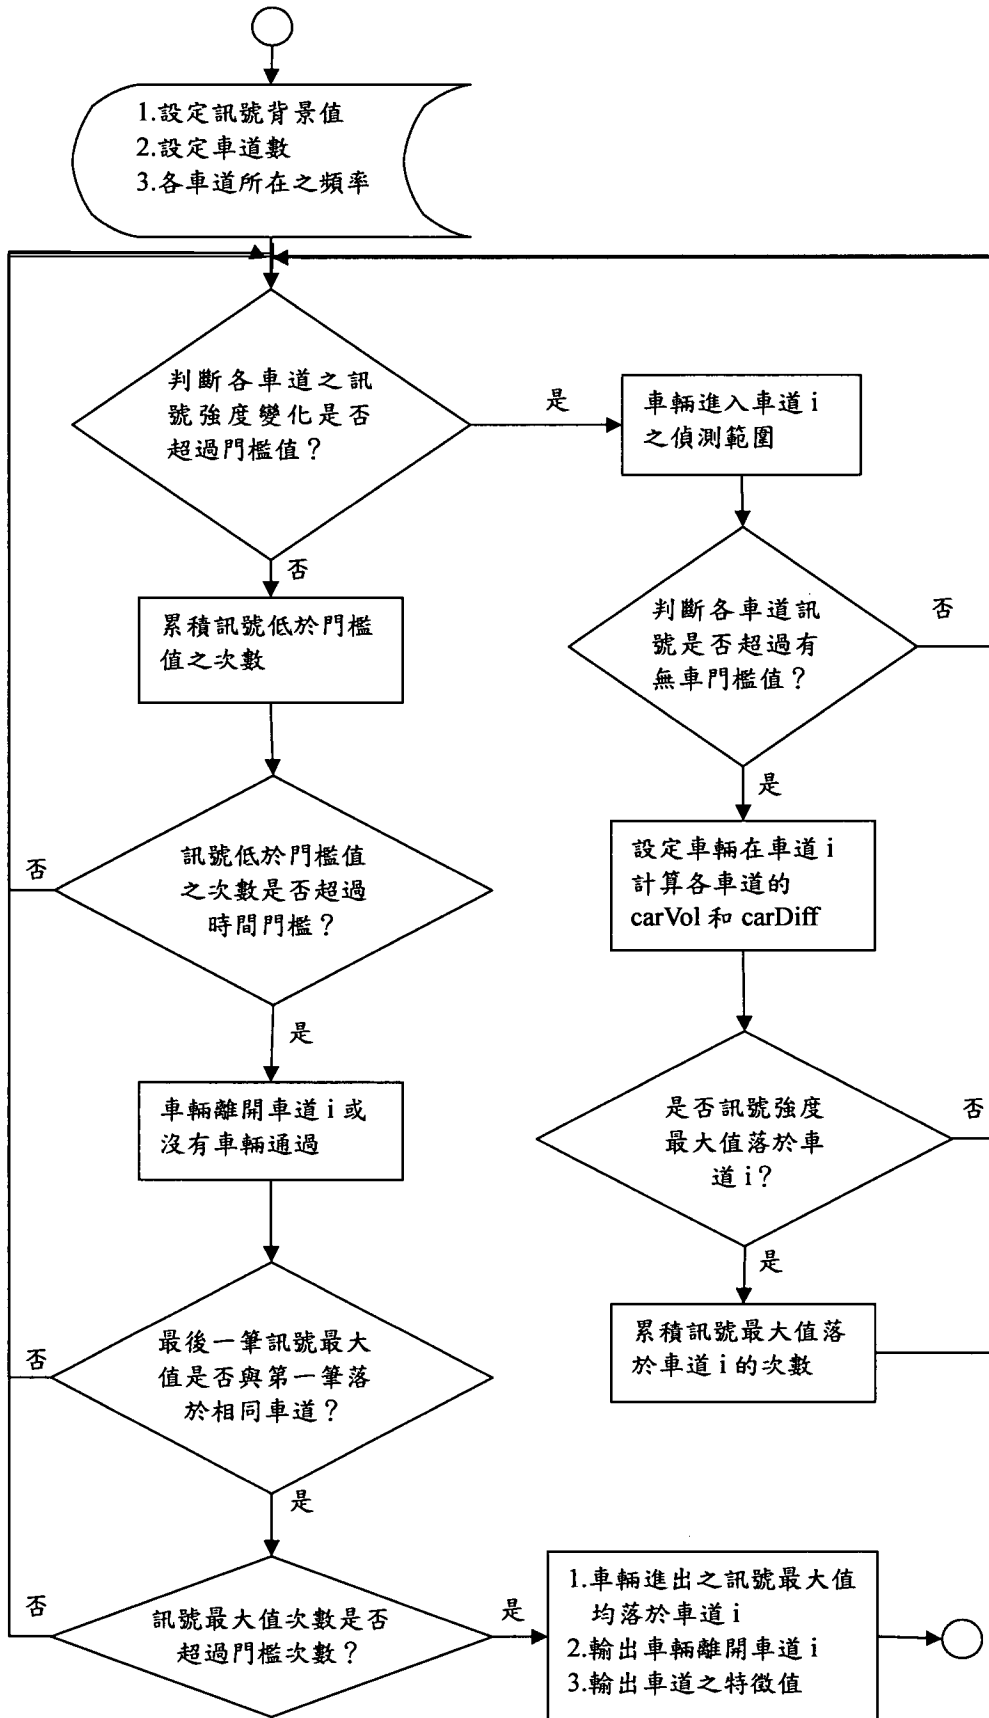 1.設定訊號背景值
2.設定車道數
3.各車道所在之頻率
判斷各車道之訊
號強度變化是否
超過門檻值？
是
車輛進入車道 i
之偵測範圍
否
累積訊號低於門檻
值之次數
判斷各車道訊
號是否超過有
無車門檻值？
否
是
訊號低於門檻值
之次數是否超過
時間門檻？
否
是
設定車輛在車道 i
計算各車道的
carVol 和 carDiff
車輛離開車道 i 或
沒有車輛通過
是否訊號強度
最大值落於車
道 i？
否
是
最後一筆訊號最大
值是否與第一筆落
於相同車道？
否
是
累積訊號最大值落
於車道 i 的次數
訊號最大值次數是否
超過門檻次數？
否
是
1.車輛進出之訊號最大值
均落於車道 i
2.輸出車輛離開車道 i
3.輸出車道之特徵值